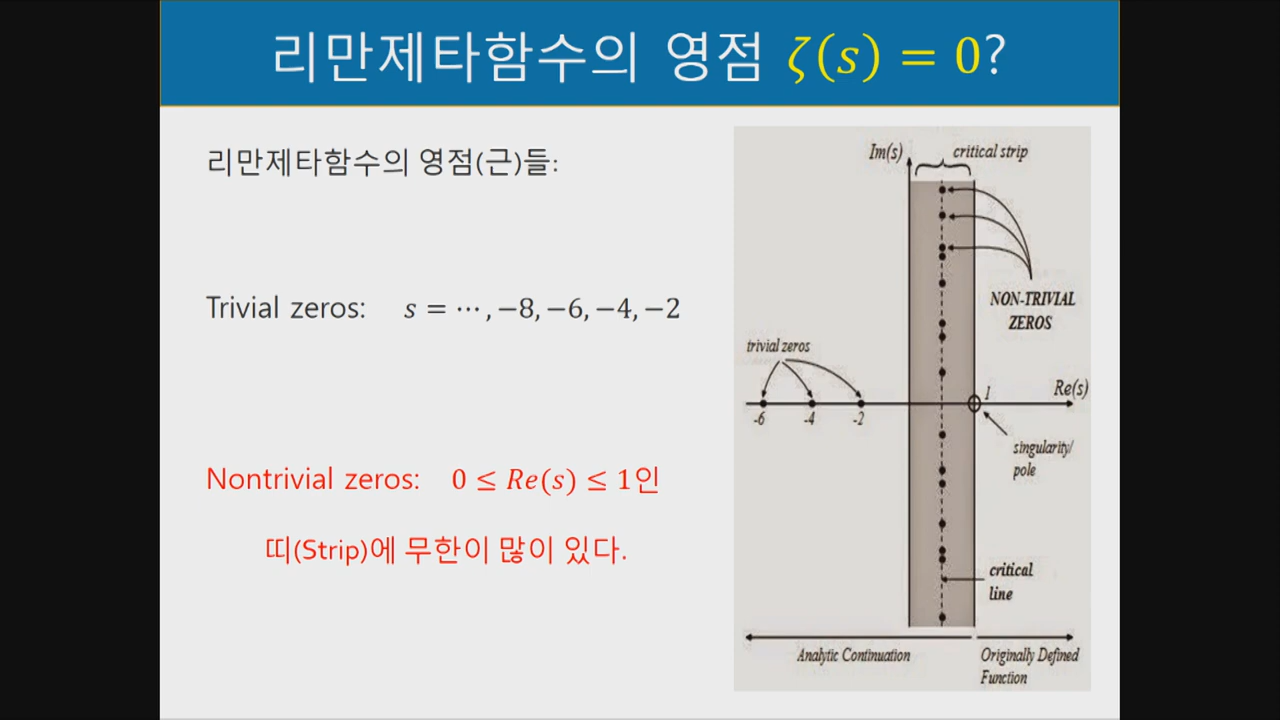 리만제타함수의 영점 ζ(s) = 0?
리만제타함수의 영점(근)들:
Trivial zeros: s = ⋯ , −8, −6, −4, −2
Nontrivial zeros: 0 ≤ Re(s) ≤ 1인
띠(Strip)에 무한이 많이 있다.
Im(s)
critical strip
NON-TRIVIAL
ZEROS
trivial zeros
1
Re(s)
-6
-4
-2
singularity/
pole
critical
line
Analytic Continuation
Originally Defined
Function